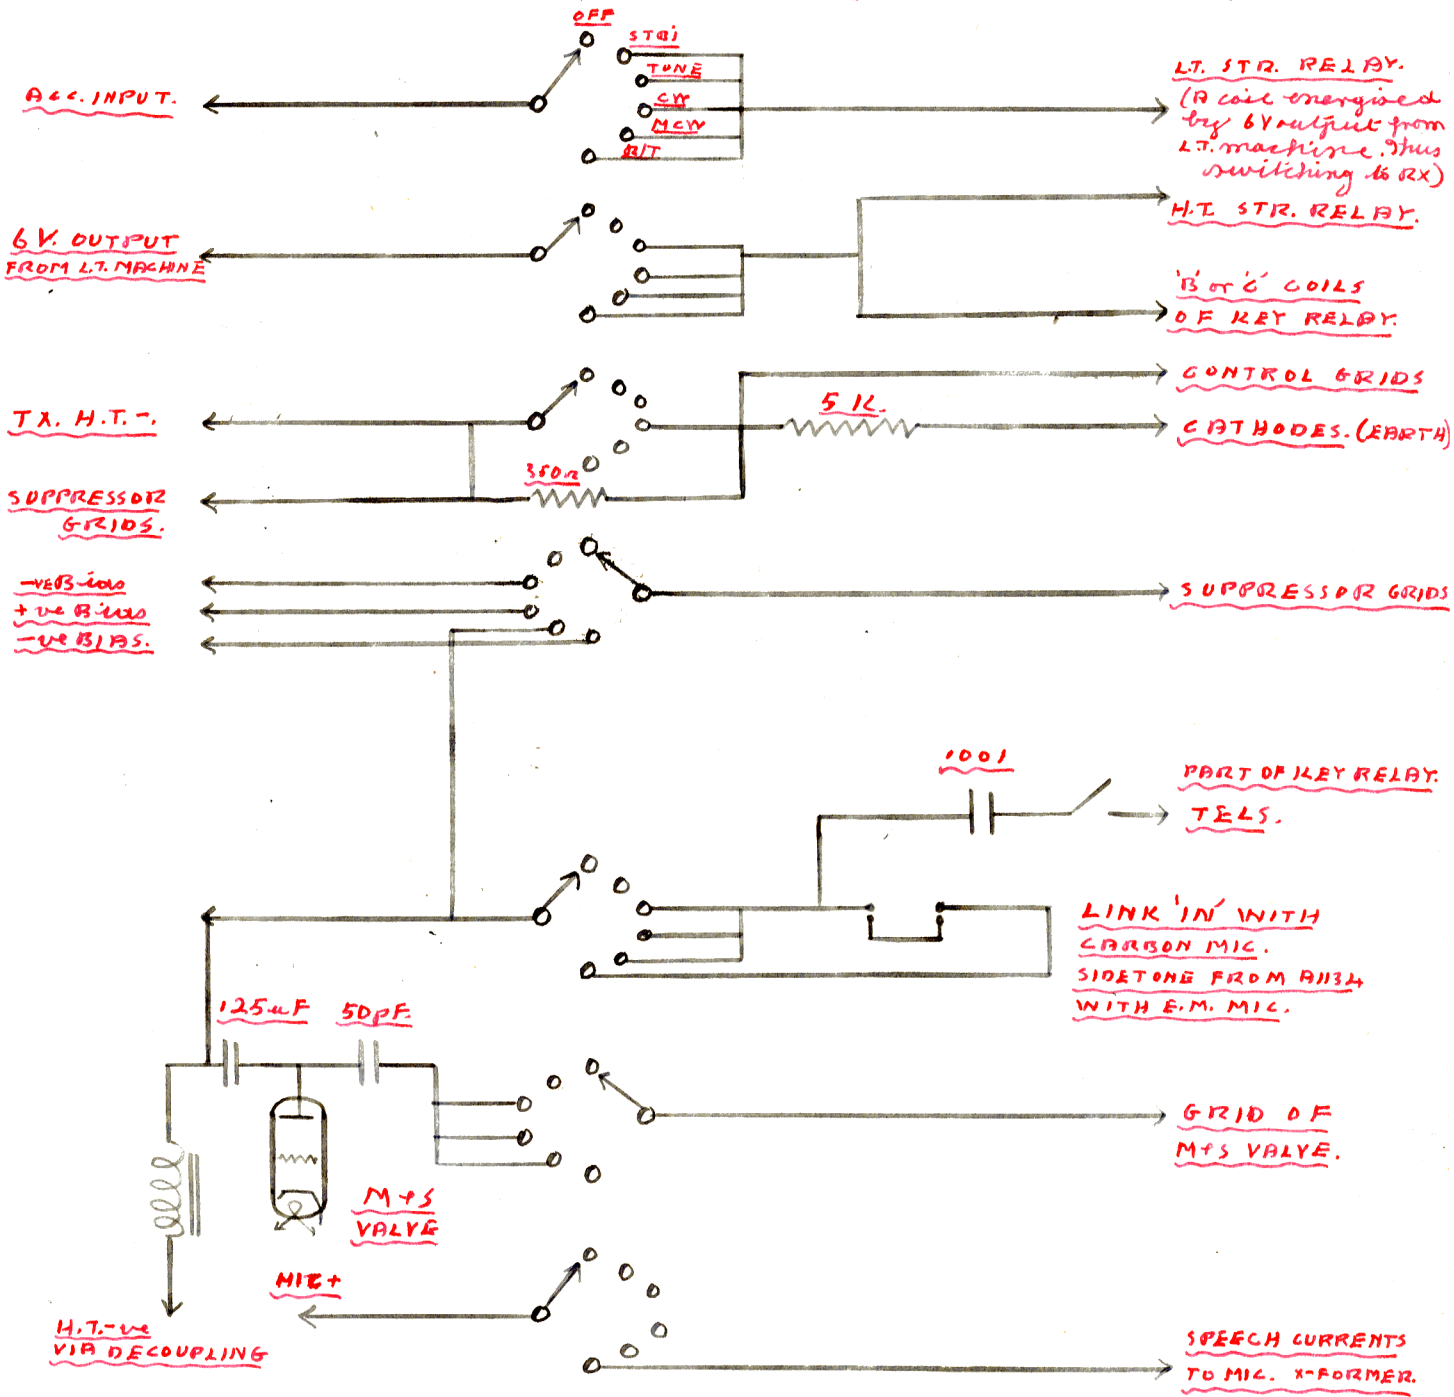 OFF
STBI
TUNE
CW
MCW
R/T
ACC. INPUT.
L.T. STR. RELAY.
(A coil energised
by 6V output from
L.T. machine. Thus
switching to RX)
6 V. OUTPUT
FROM L.T. MACHINE
H.T. STR. RELAY.
'B' or 'C' COILS
OF KEY RELAY.
TX. H.T.-.
CONTROL GRIDS
5 K.
CATHODES. (EARTH)
350Ω
SUPPRESSOR
GRIDS.
-VE Bias
+ve Bias
-ve BIAS.
SUPPRESSOR GRIDS
.001
PART OF KEY RELAY.
TELS.
LINK 'IN' WITH
CARBON MIC.
SIDETONE FROM A1134
WITH E.M. MIC.
.125uF
50pF.
GRID OF
M+S VALVE.
M+S
VALVE
MIC+
H.T.-ve
VIA DECOUPLING
SPEECH CURRENTS
TO MIC. X-FORMER.